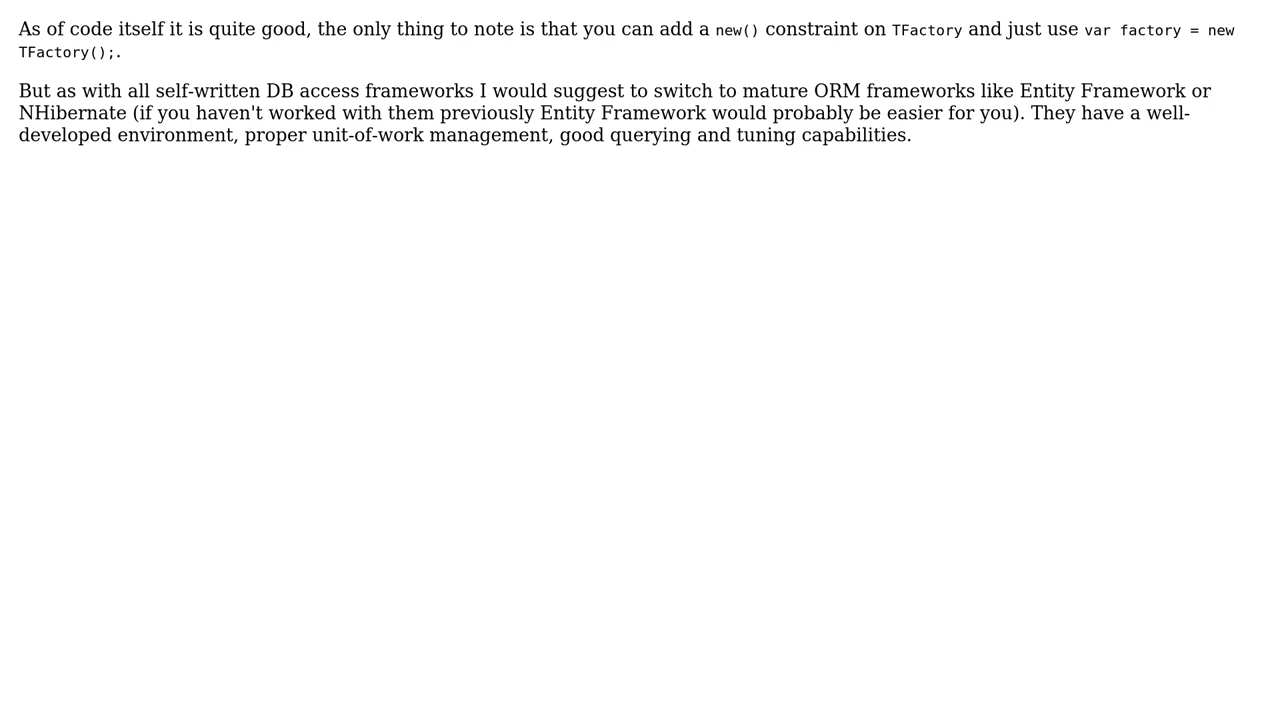 As of code itself it is quite good, the only thing to note is that you can add a new() constraint on TFactory and just use var factory = new
TFactory();.
But as with all self-written DB access frameworks I would suggest to switch to mature ORM frameworks like Entity Framework or
NHibernate (if you haven't worked with them previously Entity Framework would probably be easier for you). They have a well-
developed environment, proper unit-of-work management, good querying and tuning capabilities.